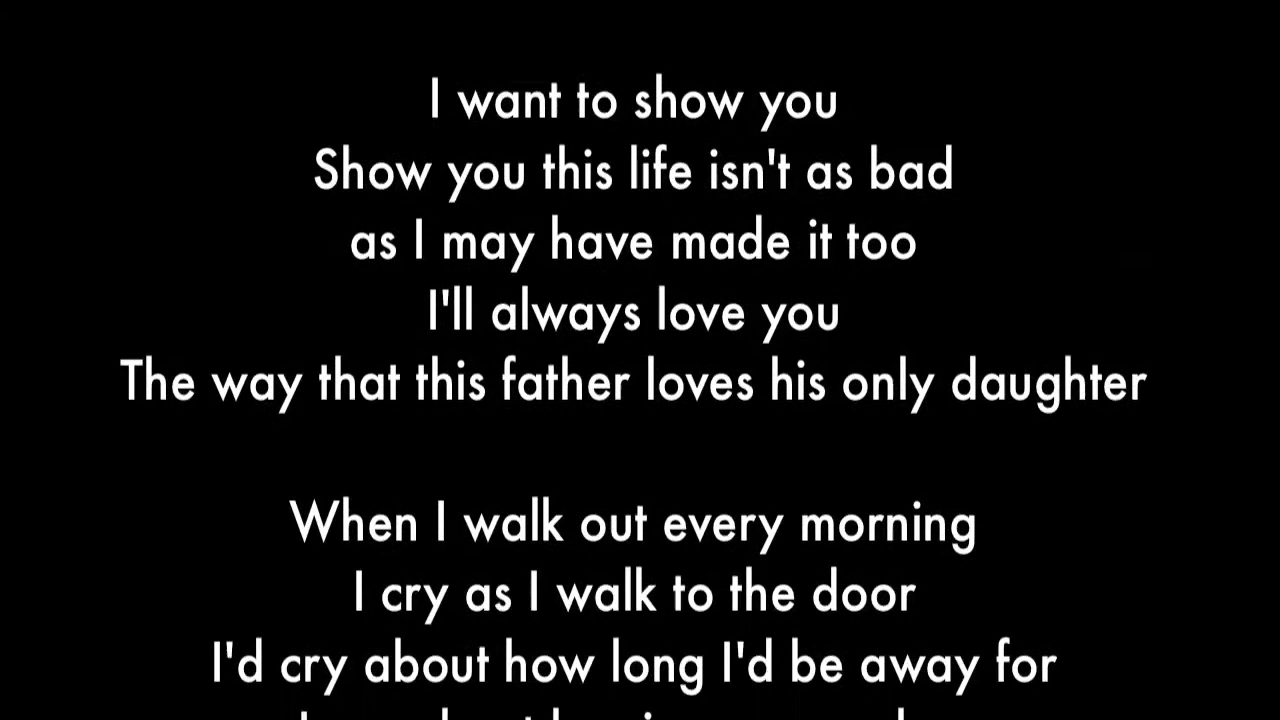 I want to show you
Show you this life isn't as bad
as I may have made it too
I'll always love you
The way that this father loves his only daughter
When I walk out every morning
I cry as I walk to the door
I'd cry about how long I'd be away for